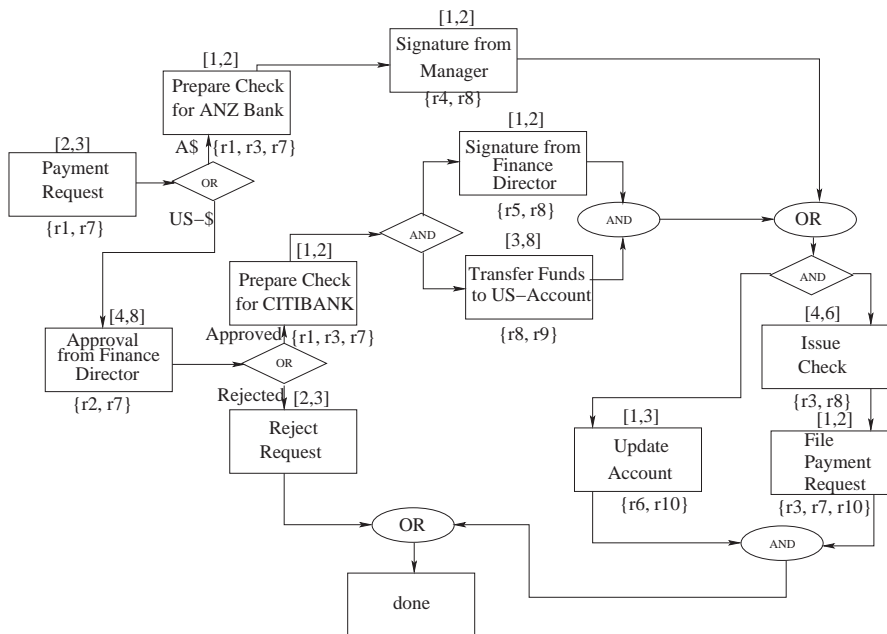 [1,2]
Signature from
Manager
{r4, r8}
[1,2]
Prepare Check
for ANZ Bank
{r1, r3, r7}
[2,3]
Payment
Request
{r1, r7}
A$
OR
US-$
[1,2]
Signature from
Finance
Director
{r5, r8}
AND
AND
OR
[1,2]
Prepare Check
for CITIBANK
{r1, r3, r7}
[3,8]
Transfer Funds
to US-Account
{r8, r9}
AND
[4,8]
Approval
from Finance
Director
{r2, r7}
Approved
OR
Rejected
[2,3]
Reject
Request
[4,6]
Issue
Check
{r3, r8}
[1,3]
Update
Account
{r6, r10}
[1,2]
File
Payment
Request
{r3, r7, r10}
OR
AND
done